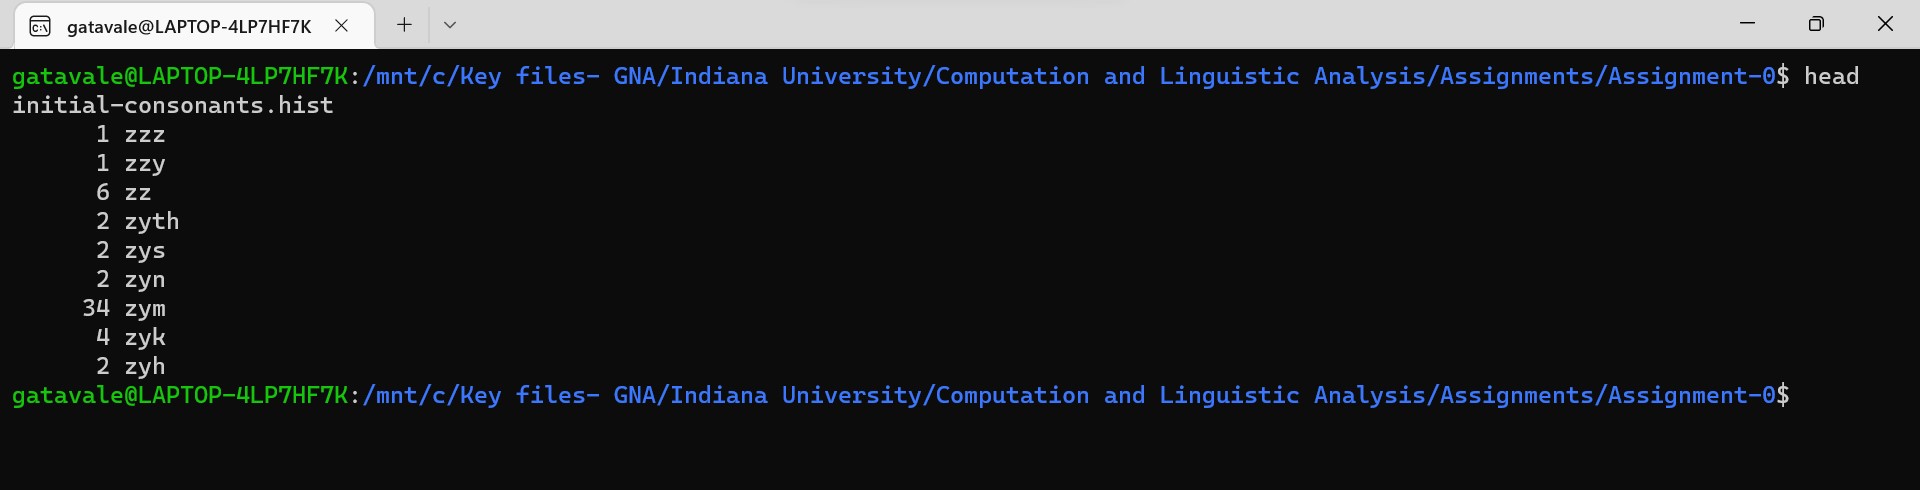 gatavale@LAPTOP-4LP7HF7K
gatavale@LAPTOP-4LP7HF7K:/mnt/c/Key files- GNA/Indiana University/Computation and Linguistic Analysis/Assignments/Assignment-0$ head
initial-consonants.hist
1 zzz
1 zzy
6 zz
2 zyth
2 zys
2 zyn
34 zym
4 zyk
2 zyh
gatavale@LAPTOP-4LP7HF7K:/mnt/c/Key files- GNA/Indiana University/Computation and Linguistic Analysis/Assignments/Assignment-0$